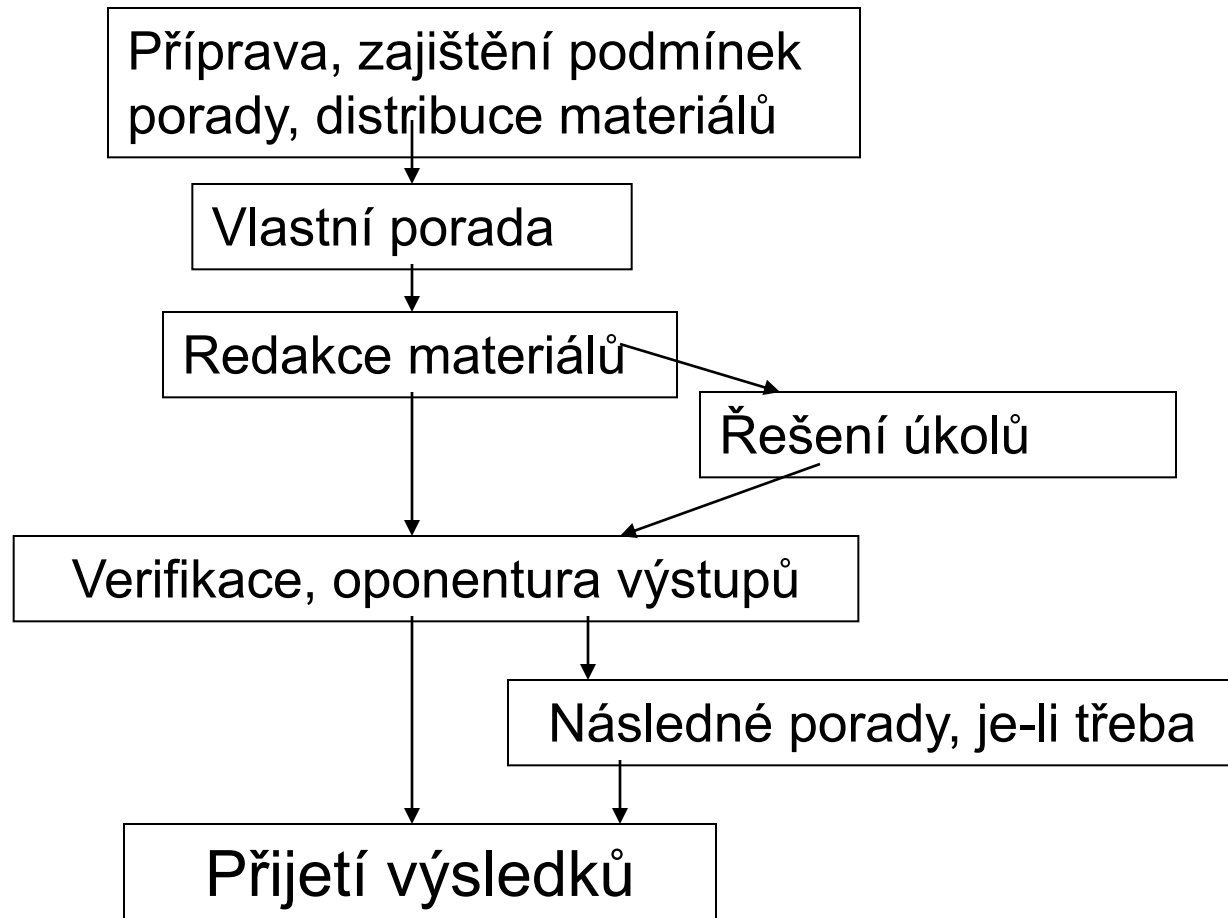 Příprava, zajištění podmínek
porady, distribuce materiálů
Vlastní porada
Redakce materiálů
Řešení úkolů
Verifikace, oponentura výstupů
Následné porady, je-li třeba
Přijetí výsledků